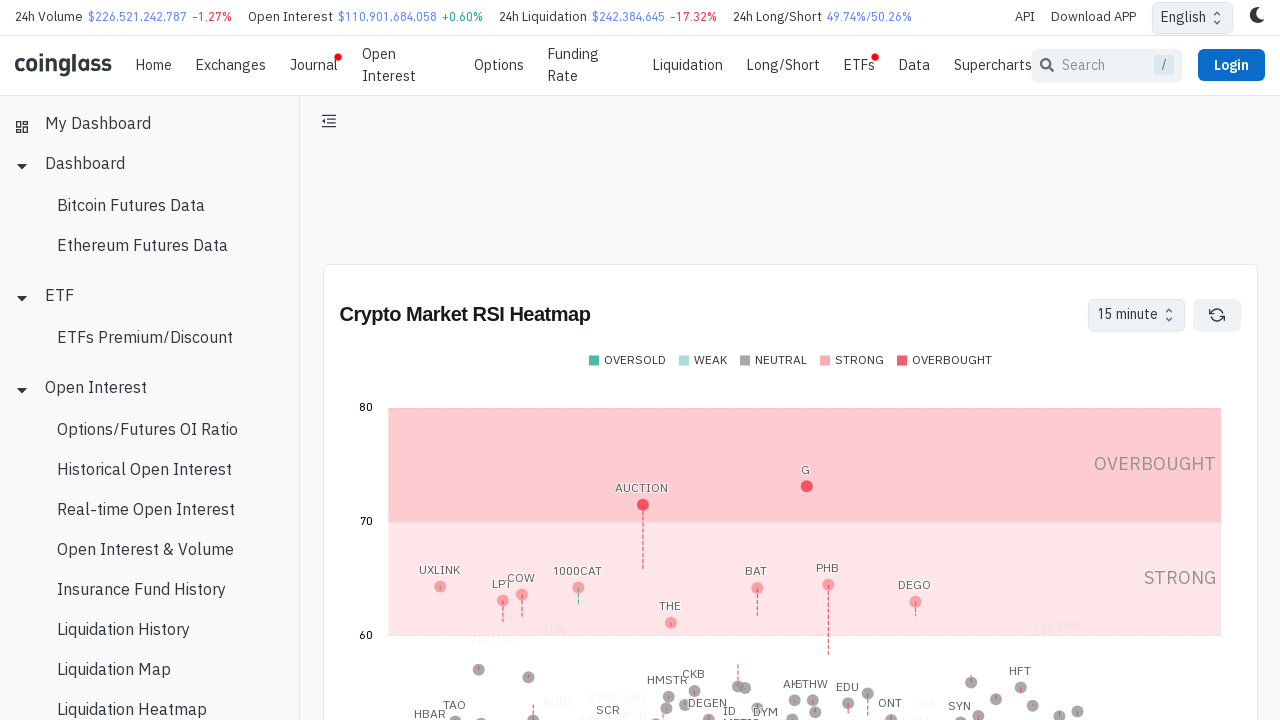 24h Volume $226,521,242,787 -1.27% Open Interest $110,901,684,058 +0.60% 24h Liquidation $242,384,645 -17.32% 24h Long/Short 49.74%/50.26% API Download APP English
coinglass Home Exchanges Journal Open Interest Options Funding Rate Liquidation Long/Short ETFs Data Supercharts Search / Login
My Dashboard
Dashboard
Bitcoin Futures Data
Ethereum Futures Data
ETF
ETFs Premium/Discount
Open Interest
Options/Futures OI Ratio
Historical Open Interest
Real-time Open Interest
Open Interest & Volume
Insurance Fund History
Liquidation History
Liquidation Map
Liquidation Heatmap
Crypto Market RSI Heatmap 15 minute
OVERSOLD WEAK NEUTRAL STRONG OVERBOUGHT
80
OVERBOUGHT
G
AUCTION
70
UXLINK 1000CAT BAT PHB STRONG
LPT COW DEGO
THE
60
VIRTUAL
HFT
HMSTR CKB
ETHW EDU
TAO SCR DEGEN ONT SYN
HBAR ID DYM